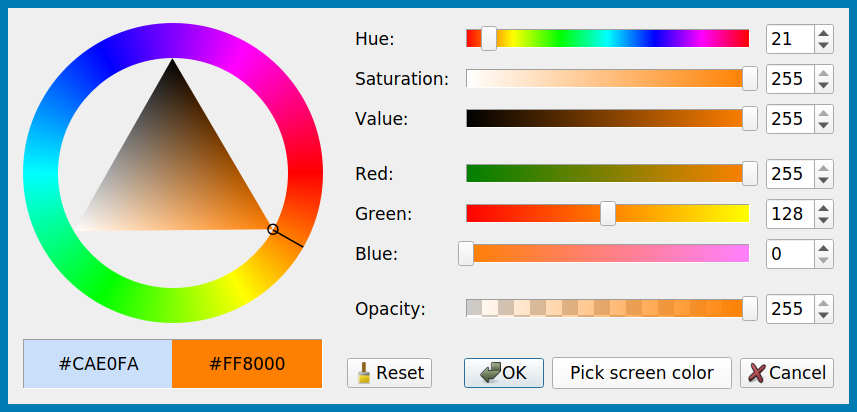 Hue: 21
Saturation: 255
Value: 255
Red: 255
Green: 128
Blue: 0
Opacity: 255
#CAE0FA #FF8000
Reset OK Pick screen color Cancel